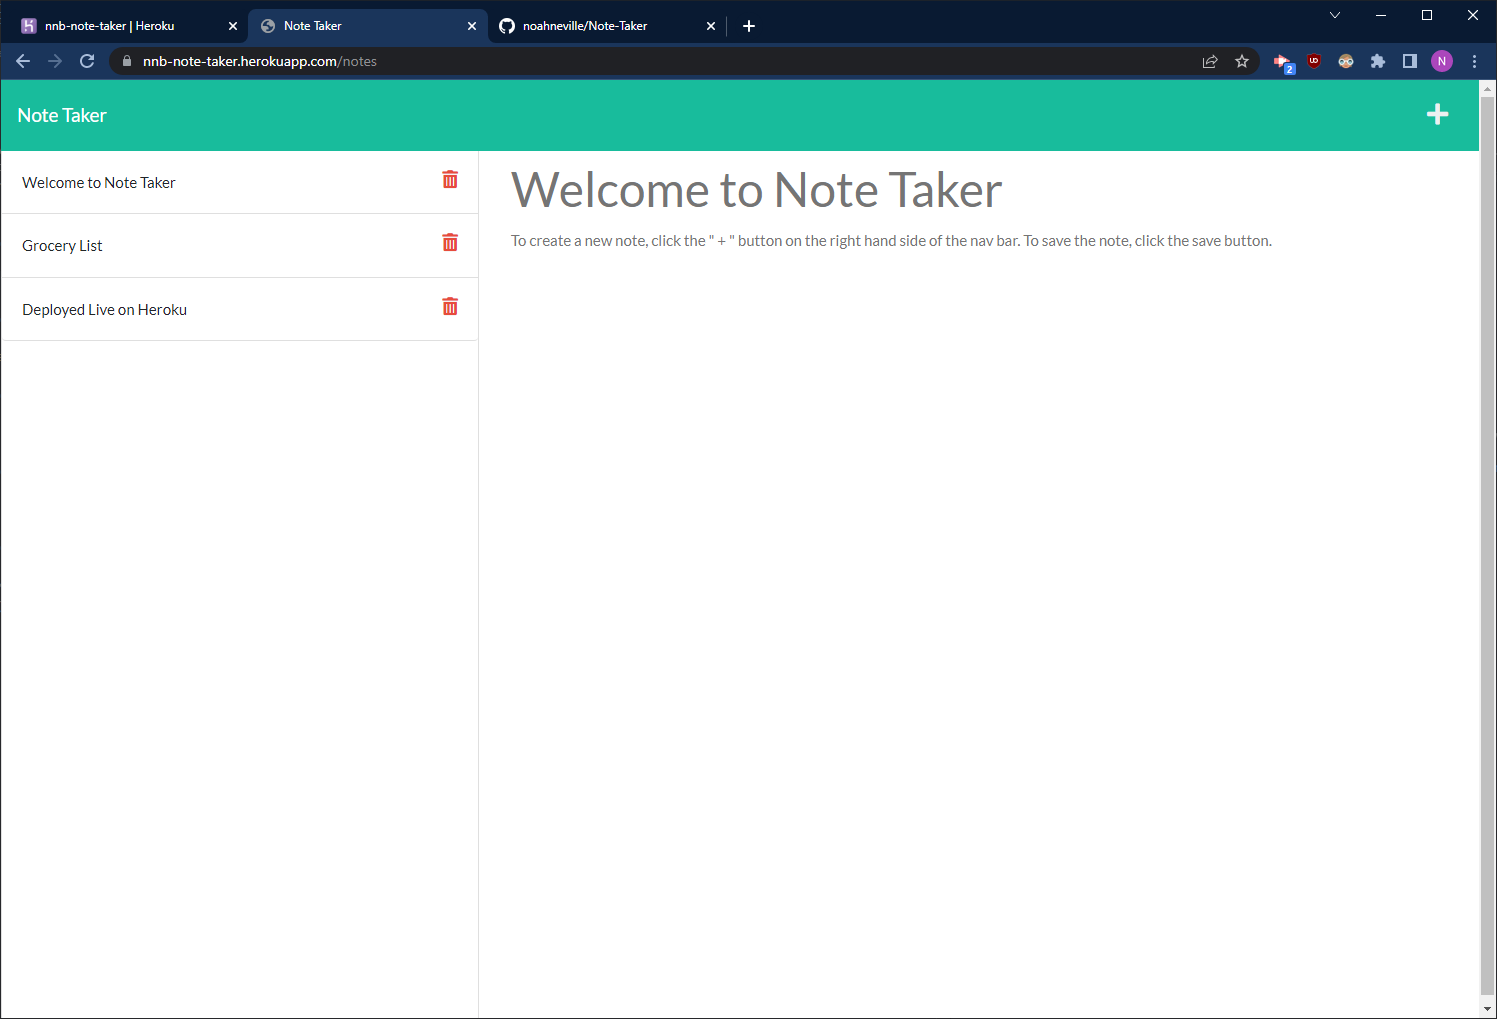 nnb-note-taker | Heroku
Note Taker
noahneville/Note-Taker
nnb-note-taker.herokuapp.com/notes
2
UD
N
Note Taker
Welcome to Note Taker
Grocery List
Deployed Live on Heroku
Welcome to Note Taker
To create a new note, click the " + " button on the right hand side of the nav bar. To save the note, click the save button.